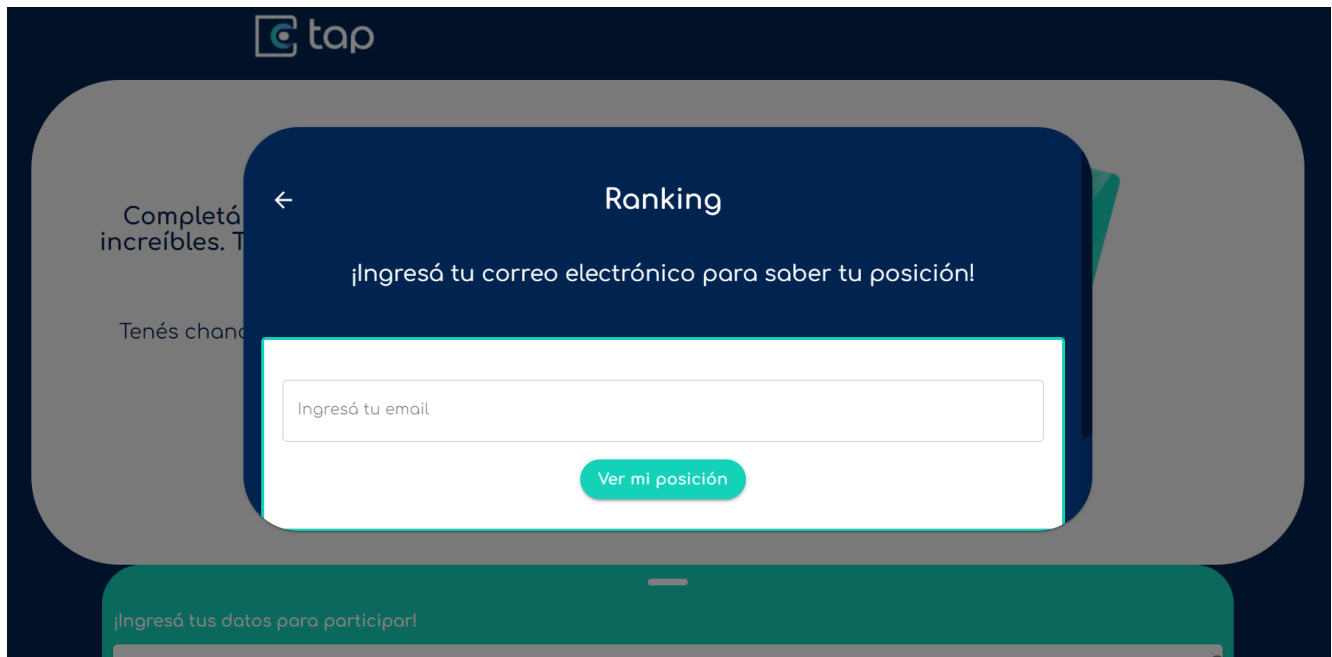 tap
Completá
increíbles. T
Tenés chanc
Ranking
¡Ingresá tu correo electrónico para saber tu posición!
Ingresá tu email
Ver mi posición
¡Ingresá tus datos para participar!